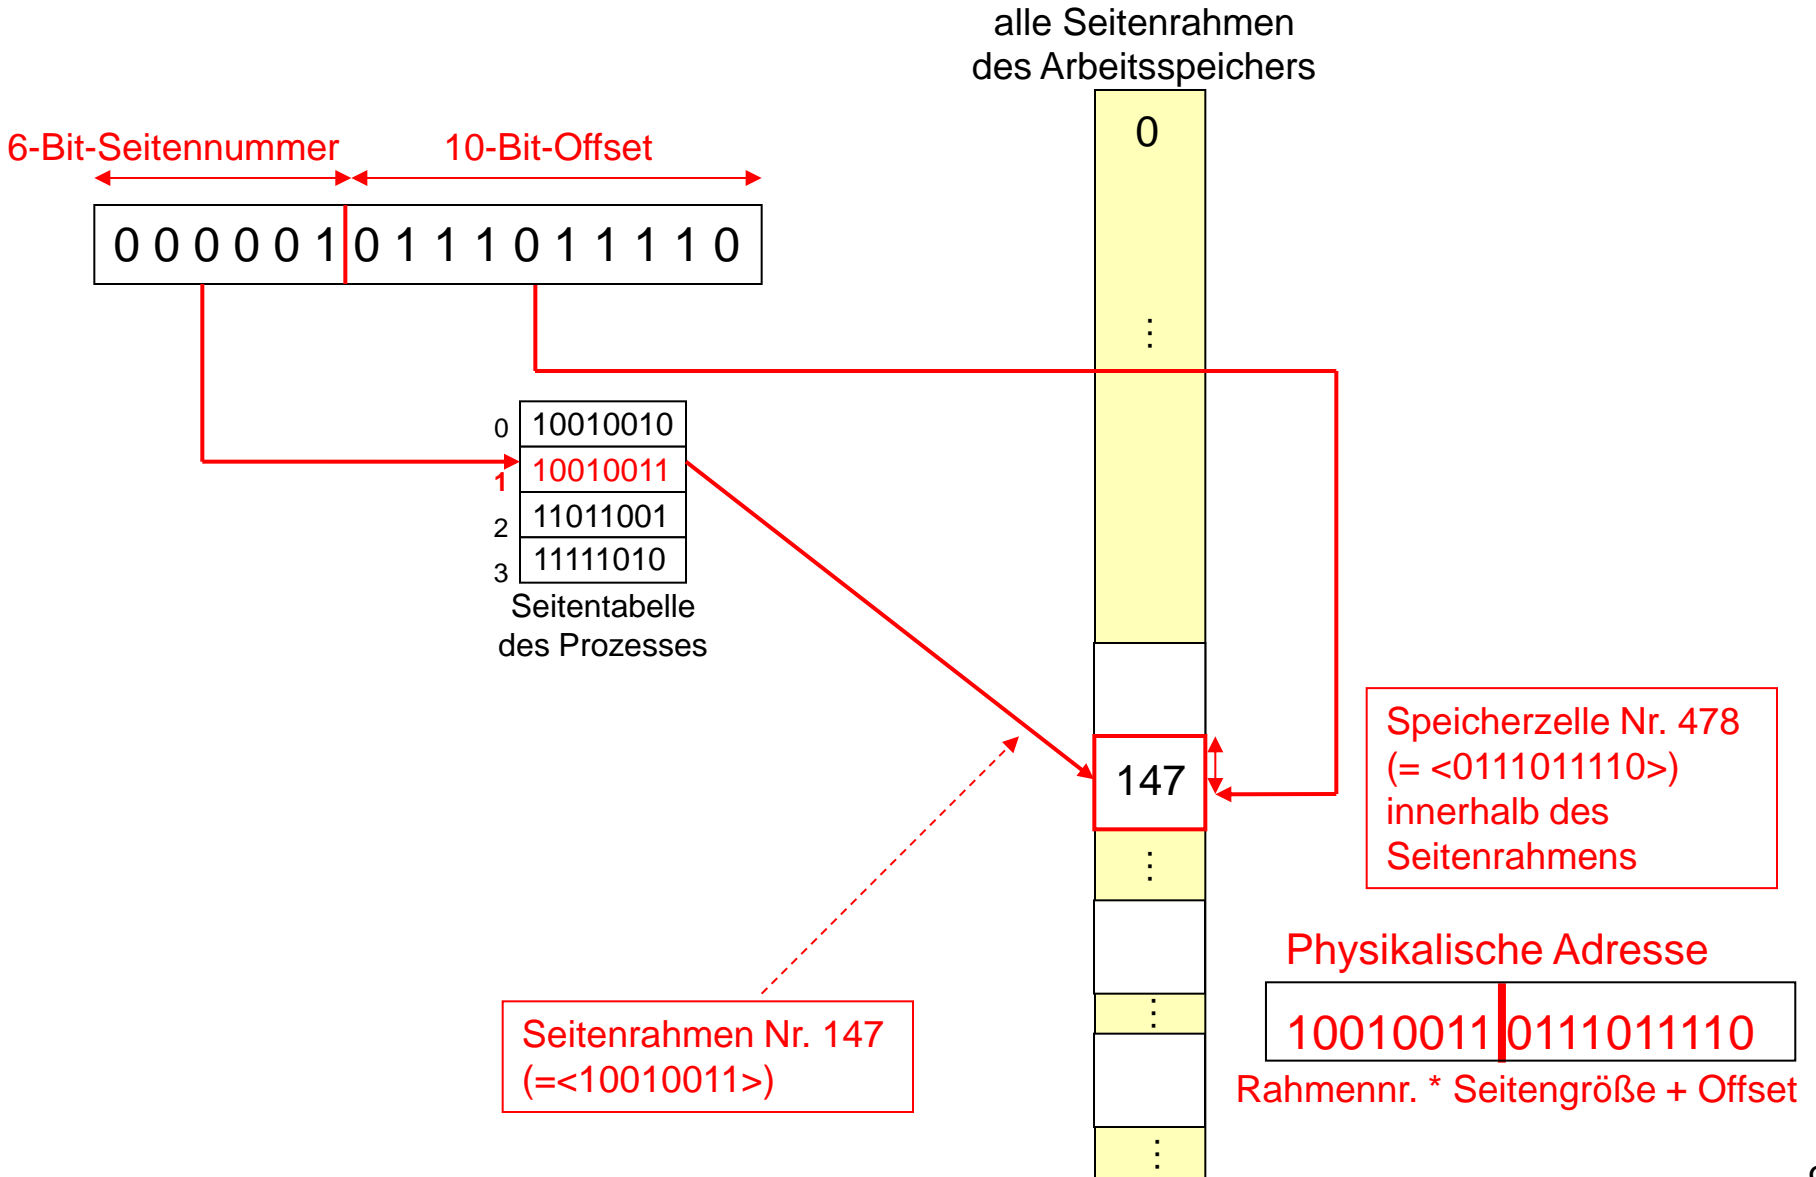 alle Seitenrahmen
des Arbeitsspeichers
6-Bit-Seitennummer
10-Bit-Offset
0 0 0 0 0 1 0 1 1 1 0 1 1 1 1 0
0
⋮
0 10010010
1 10010011
2 11011001
3 11111010
Seitentabelle
des Prozesses
147
⋮
Speicherzelle Nr. 478
(= <0111011110>)
innerhalb des
Seitenrahmens
Physikalische Adresse
10010011 0111011110
Rahmennr. * Seitengröße + Offset
Seitenrahmen Nr. 147
(=<10010011>)
⋮
⋮